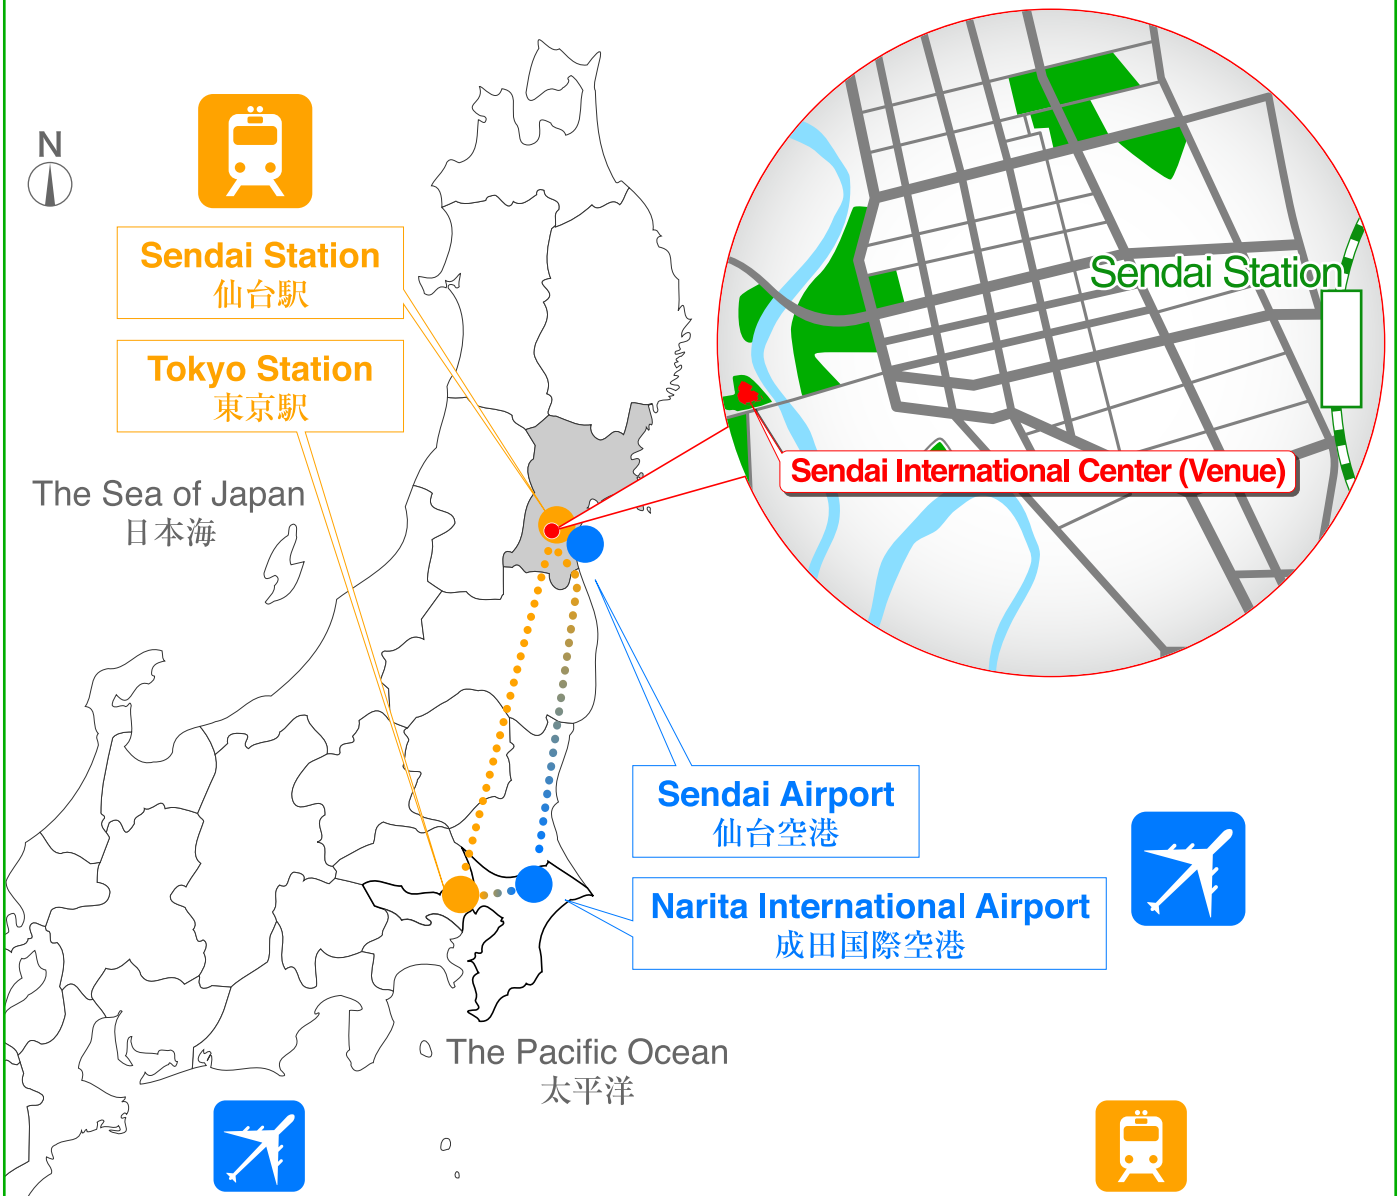 N
Sendai Station
仙台駅
Tokyo Station
東京駅
The Sea of Japan
日本海
Sendai Station
Sendai International Center (Venue)
Sendai Airport
仙台空港
Narita International Airport
成田国際空港
The Pacific Ocean
太平洋